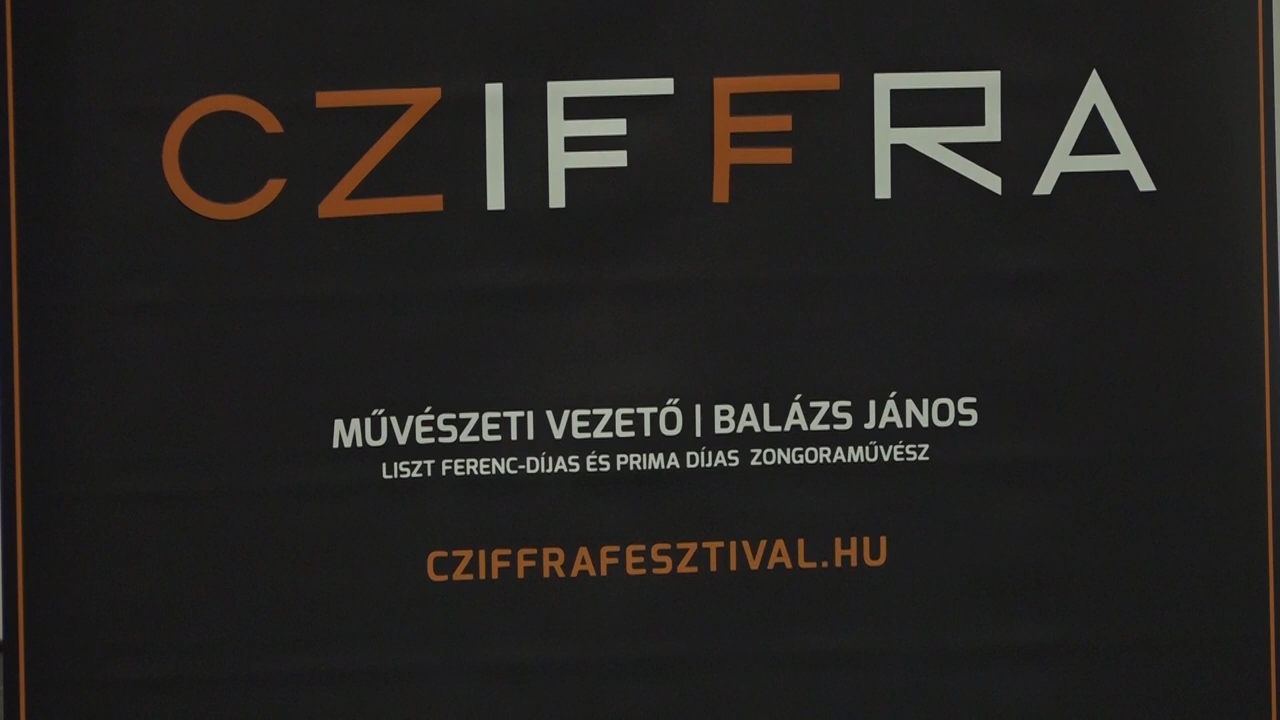 CZIFFRA
MŰVÉSZETI VEZETŐ | BALÁZS JÁNOS
LISZT FERENC-DÍJAS ÉS PRIMA DÍJAS ZONGORAMŰVÉSZ
CZIFFRAFESZTIVAL.HU